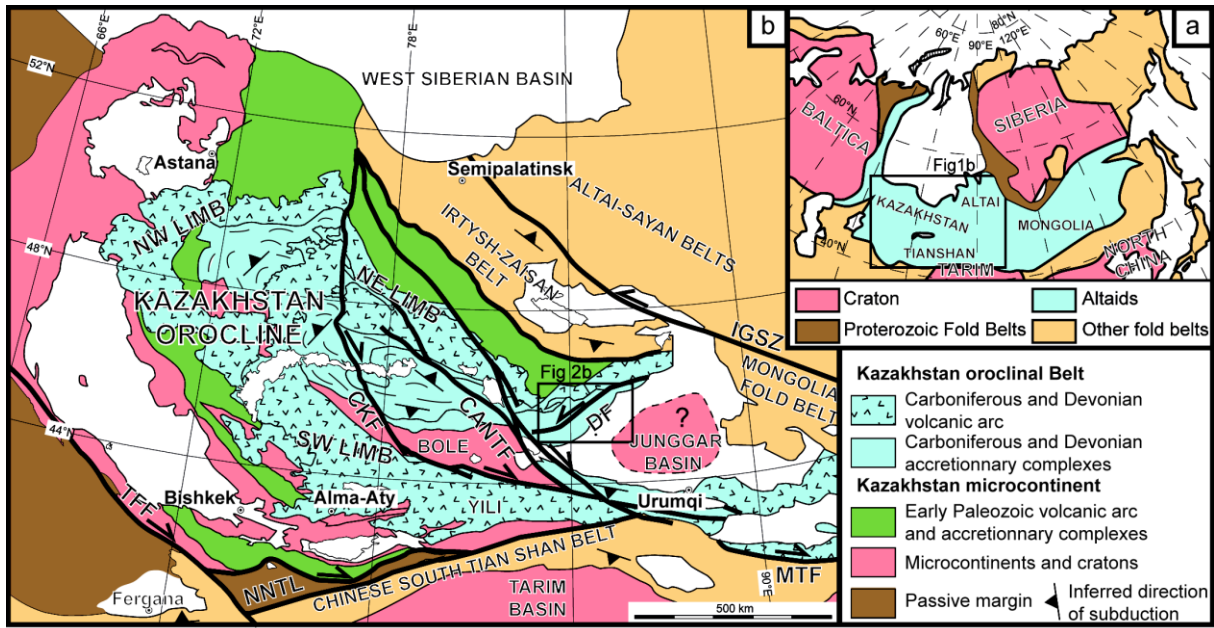 b
66°E
72°E
78°E
52°N
WEST SIBERIAN BASIN
Astana
Semipalatinsk
ALTAI-SAYAN BELTS
IRTYSH-ZAISAN
BELT
NW LIMB
48°N
NE LIMB
KAZAKHSTAN
OROCLINE
IGSZ
MONGOLIA
FOLD BELT
Fig 2b
DF
?
JUNGGAR
BASIN
CKF
CANTF
BOLE
SW LIMB
44°N
TFF
Bishkek
Alma-Aty
YILI
Urumqi
NNTL
CHINESE SOUTH TIAN SHAN BELT
MTF
96°E
Fergana
TARIM
BASIN
500 km
a
60°E
80°N
90°E
120°E
60°N
BALTICA
SIBERIA
Fig1b
KAZAKHSTAN
ALTAI
MONGOLIA
TIANSHAN
40°N
TARIM
NORTH
CHINA
Craton
Altaids
Proterozoic Fold Belts
Other fold belts
Kazakhstan oroclinal Belt
Carboniferous and Devonian
volcanic arc
Carboniferous and Devonian
accretionnary complexes
Kazakhstan microcontinent
Early Paleozoic volcanic arc
and accretionnary complexes
Microcontinents and cratons
Passive margin
Inferred direction
of subduction